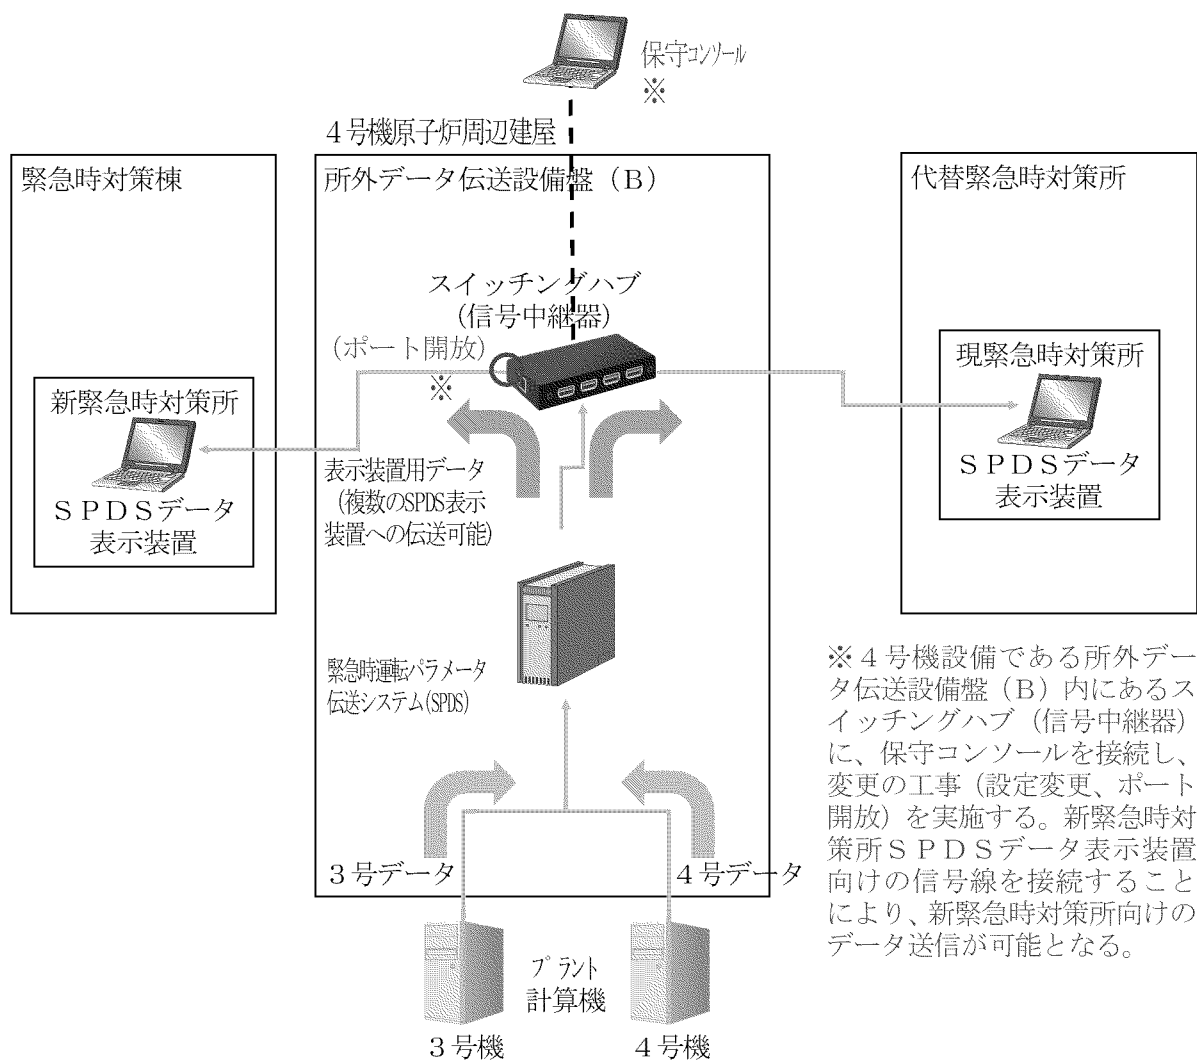 保守コンソール
※
４号機原子炉周辺建屋
緊急時対策棟
所外データ伝送設備盤（Ｂ）
代替緊急時対策所
スイッチングハブ
(信号中継器)
(ポート開放)
※
新緊急時対策所
ＳＰＤＳデータ
表示装置
現緊急時対策所
ＳＰＤＳデータ
表示装置
表示装置用データ
(複数のSPDS表示
装置への伝送可能)
緊急時運転パラメータ
伝送システム(SPDS)
３号データ
４号データ
プラント
計算機
３号機
４号機
※４号機設備である所外デー
タ伝送設備盤（Ｂ）内にあるス
イッチングハブ（信号中継器）
に、保守コンソールを接続し、
変更の工事（設定変更、ポート
開放）を実施する。新緊急時対
策所ＳＰＤＳデータ表示装置
向けの信号線を接続すること
により、新緊急時対策所向けの
データ送信が可能となる。